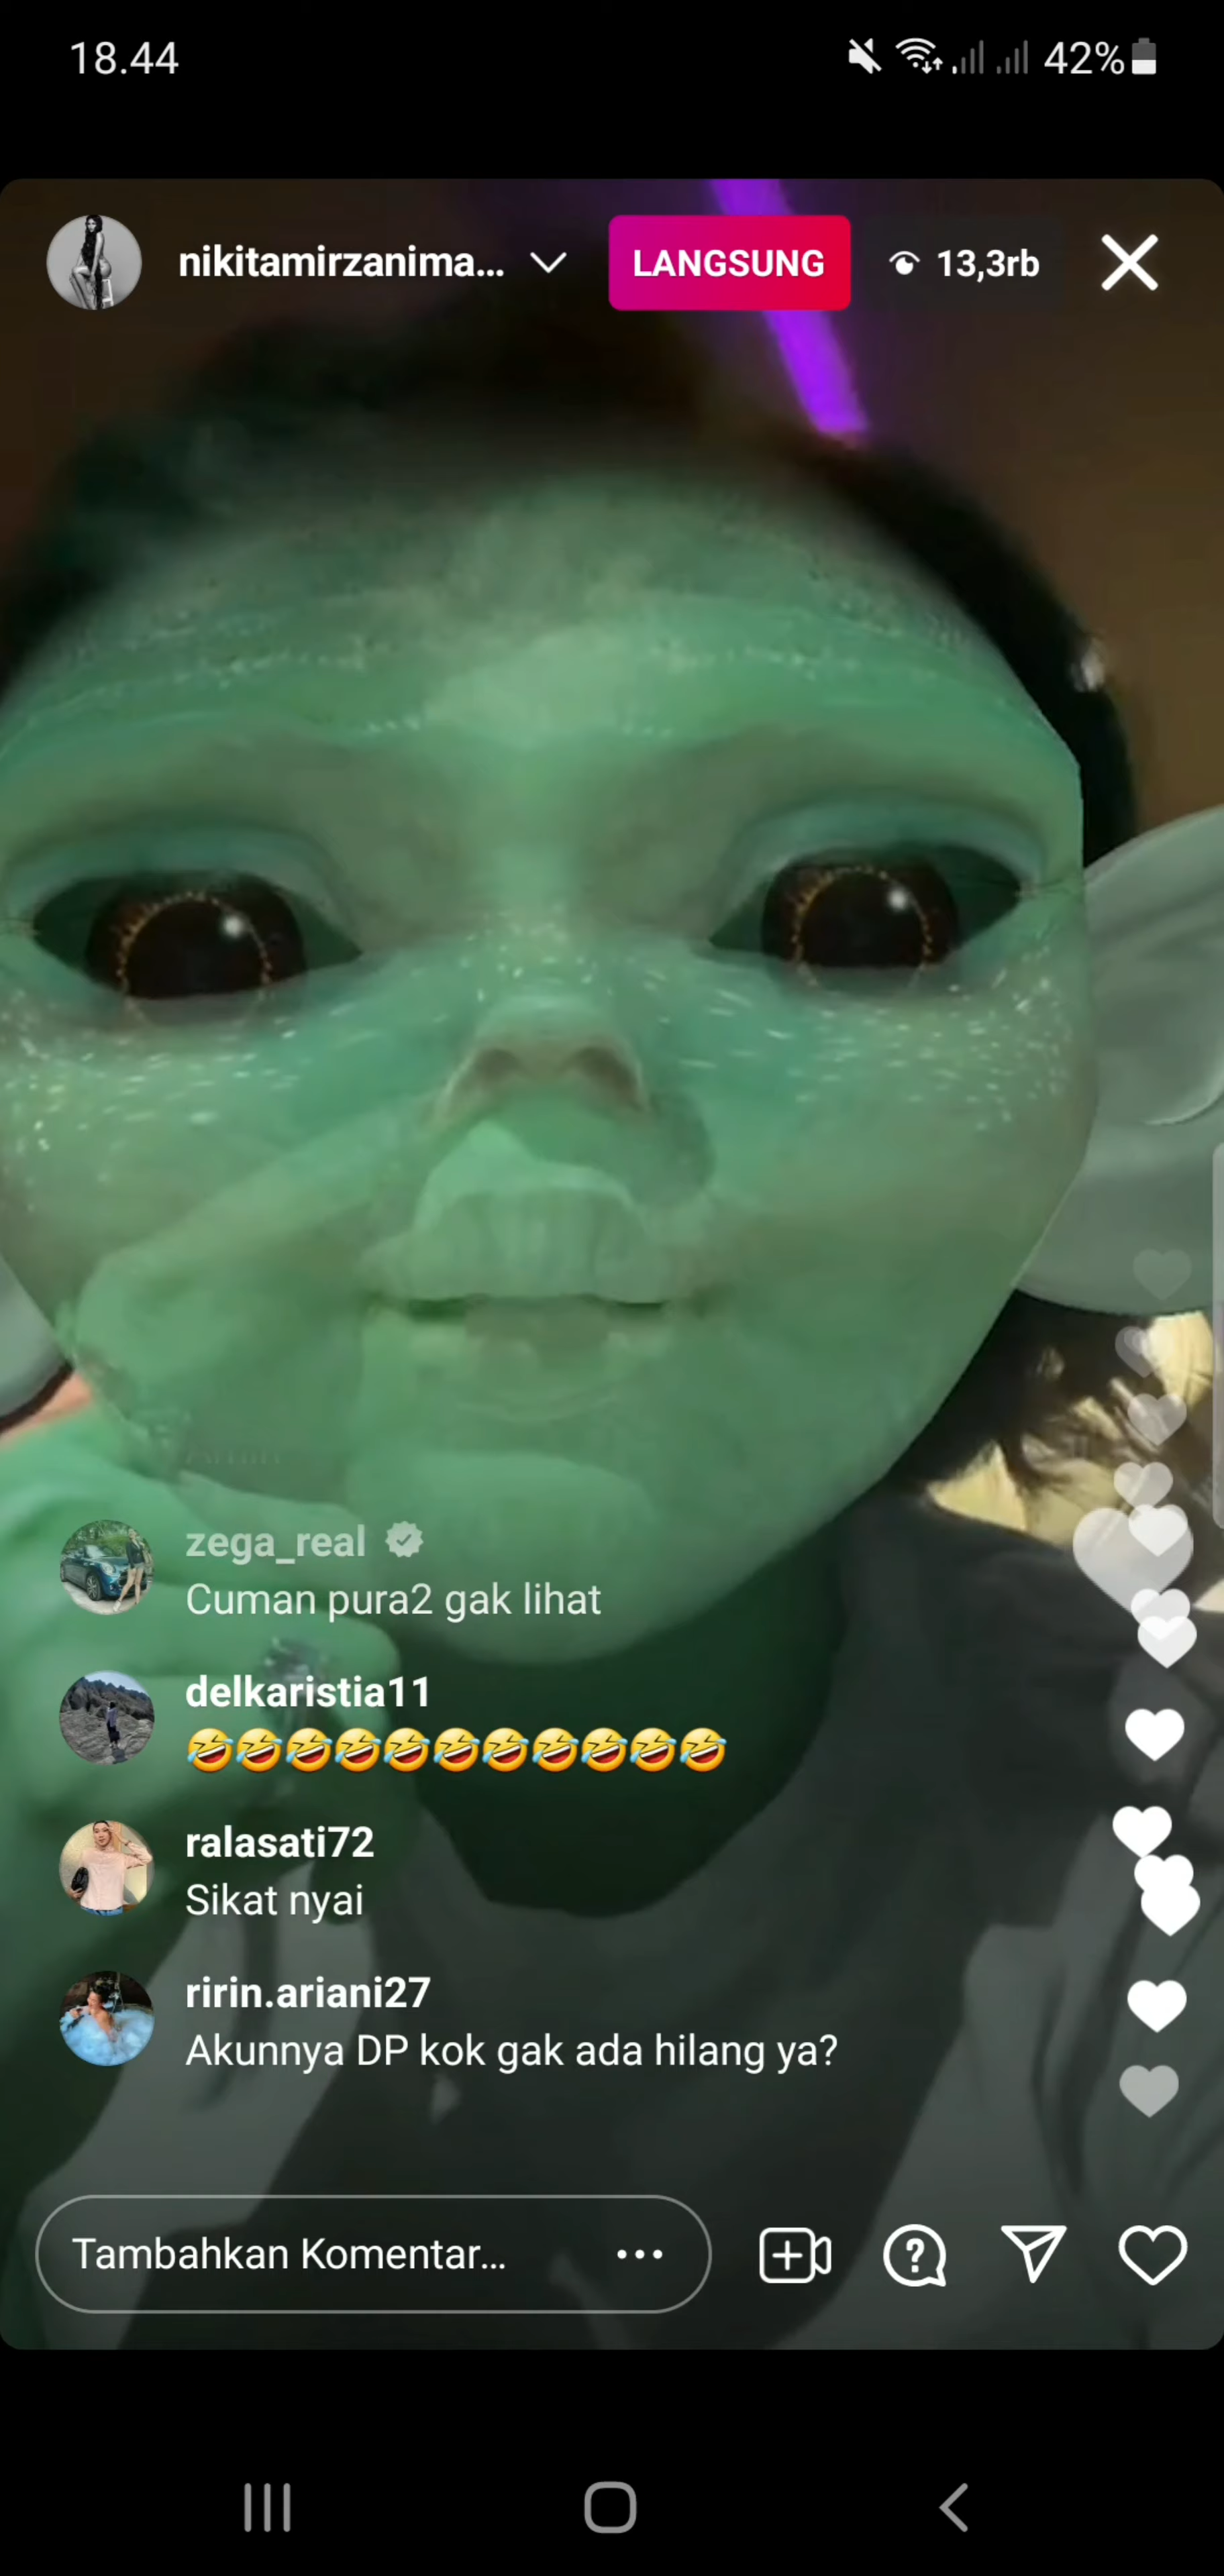 18.44
42%
nikitamirzanima...
LANGSUNG
13,3rb
zega_real
Cuman pura2 gak lihat
delkaristia11
🤣🤣🤣🤣🤣🤣🤣🤣🤣🤣🤣
ralasati72
Sikat nyai
ririn.ariani27
Akunnya DP kok gak ada hilang ya?
Tambahkan Komentar...